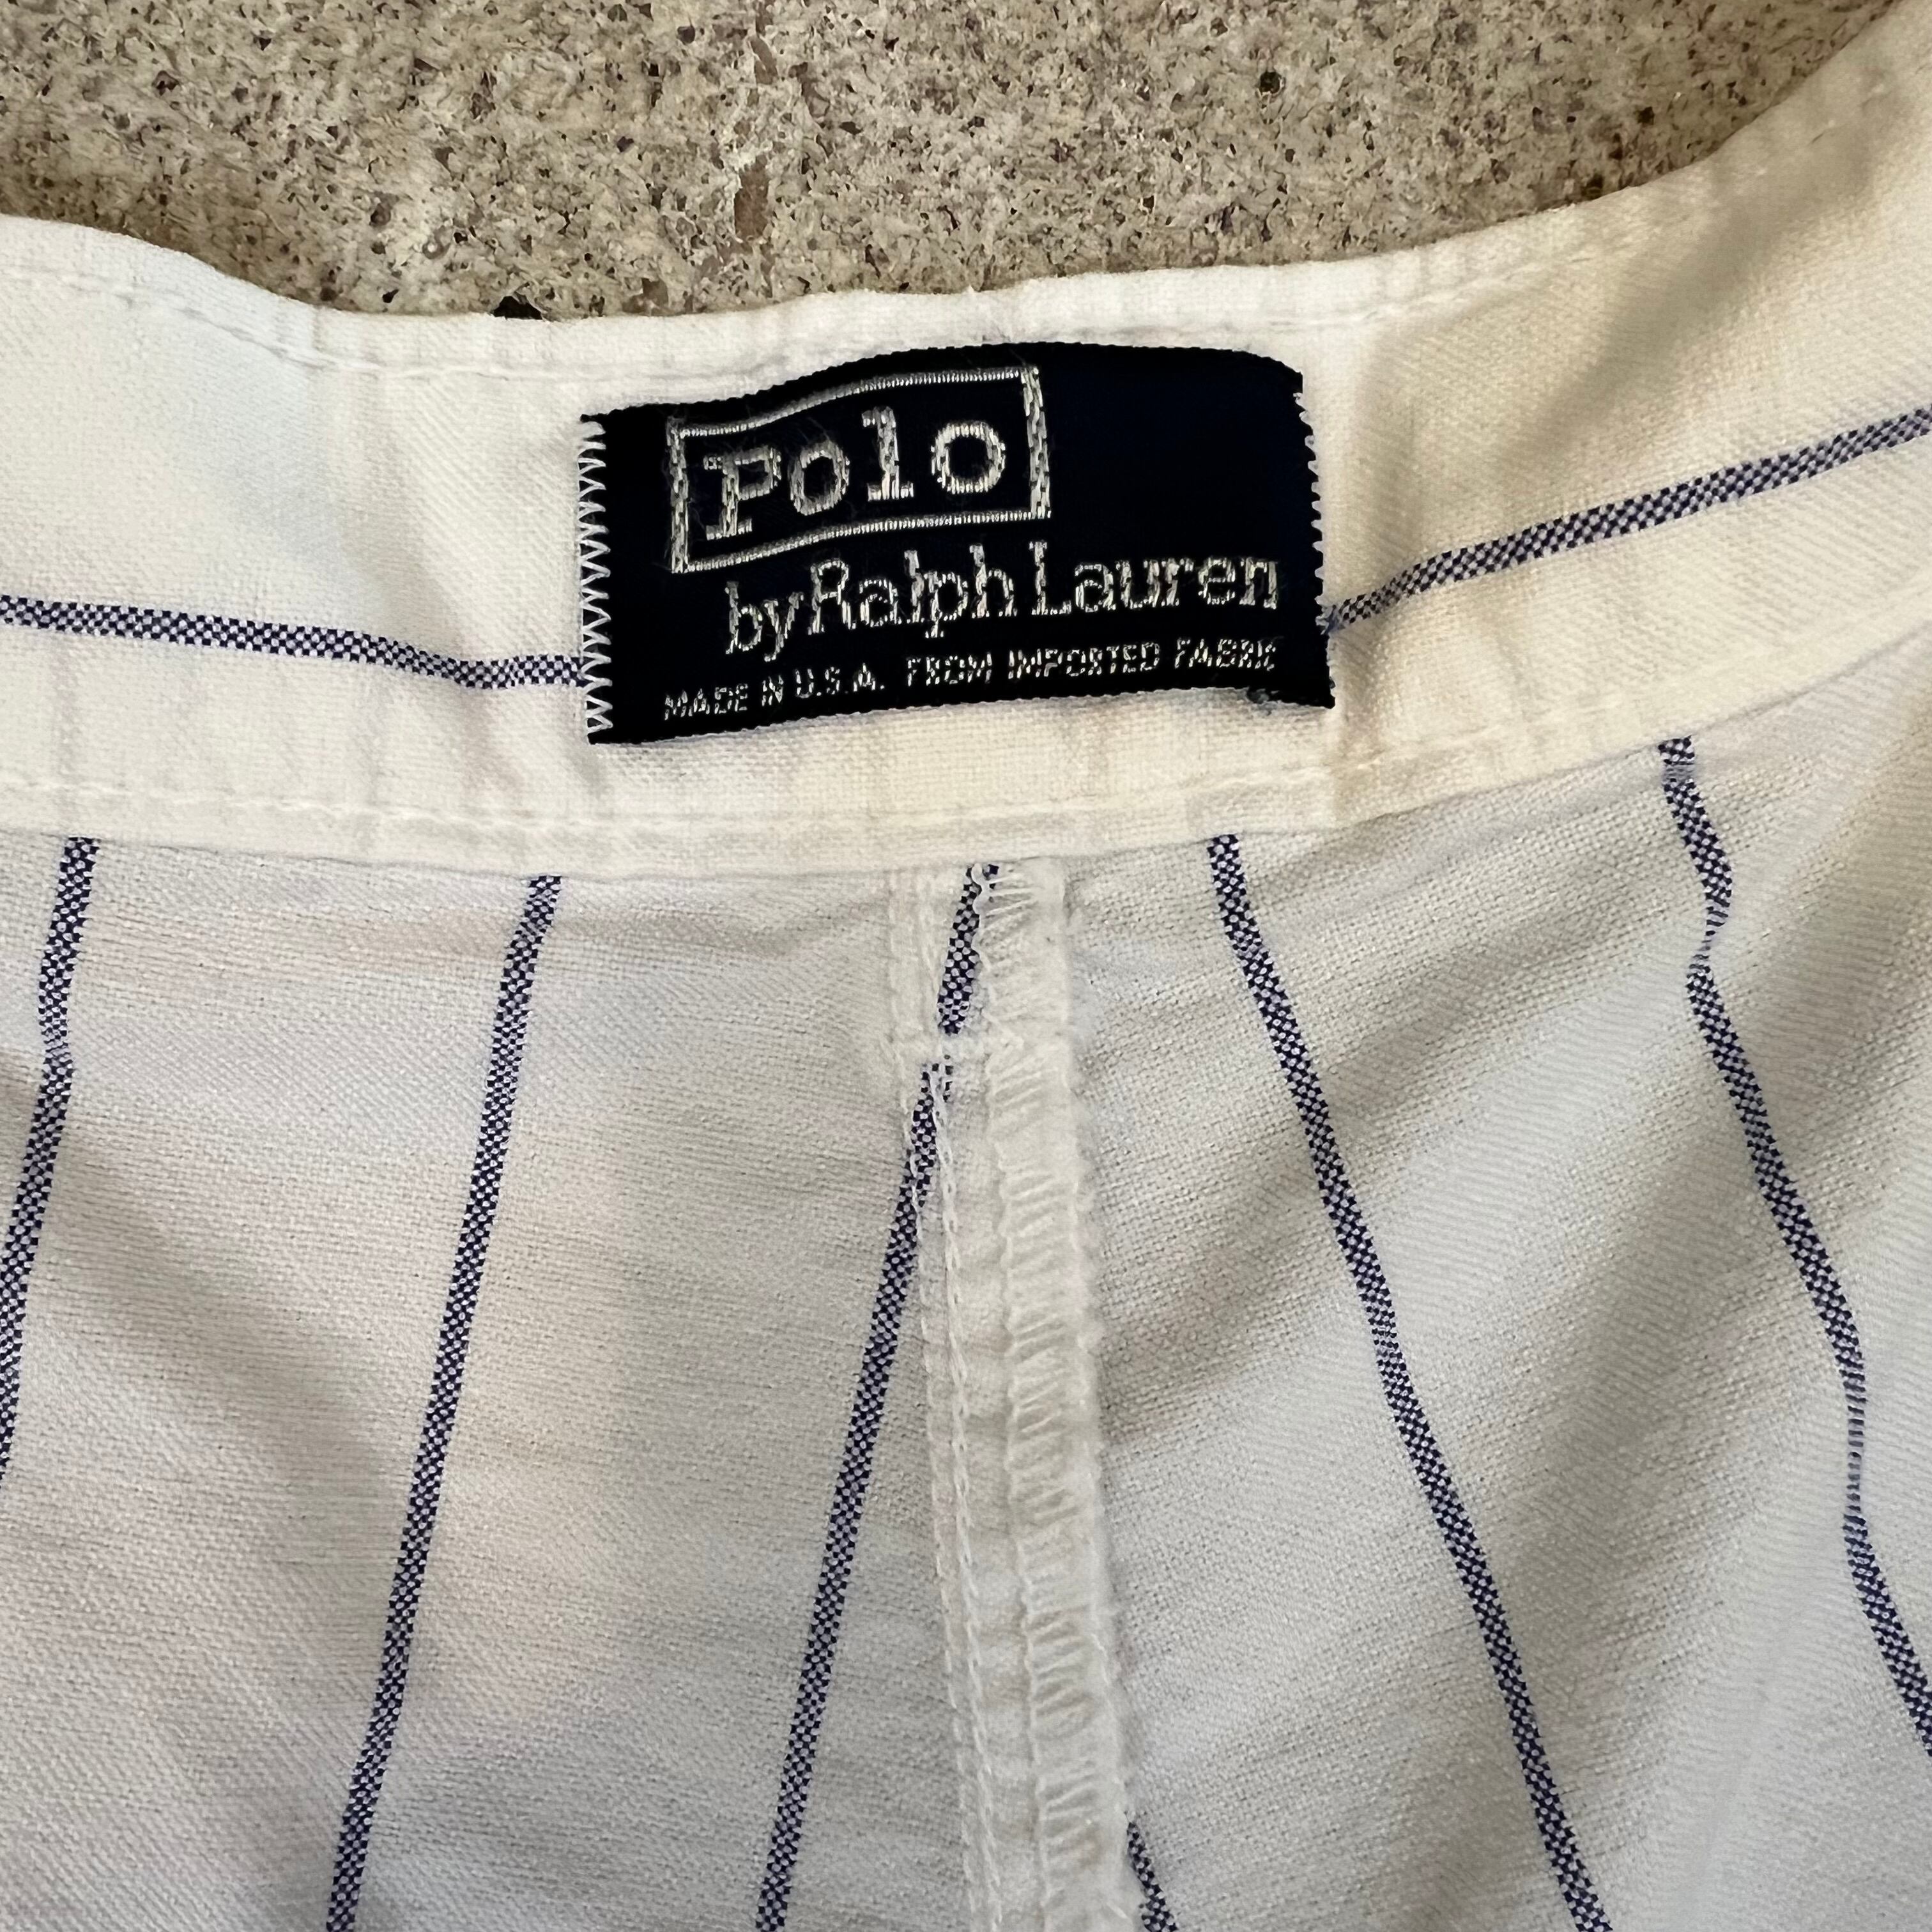 Polo
by Ralph Lauren
MADE IN U.S.A. FROM IMPORTED FABRIC